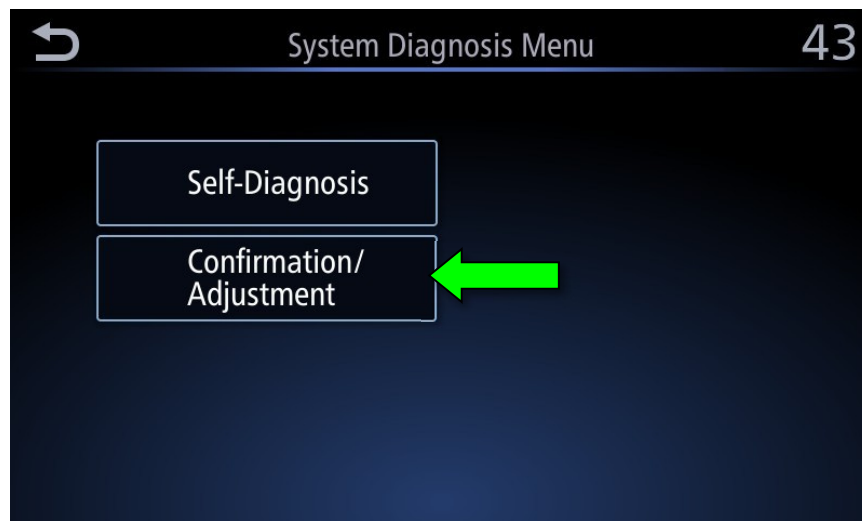 System Diagnosis Menu
43
Self-Diagnosis
Confirmation/
Adjustment